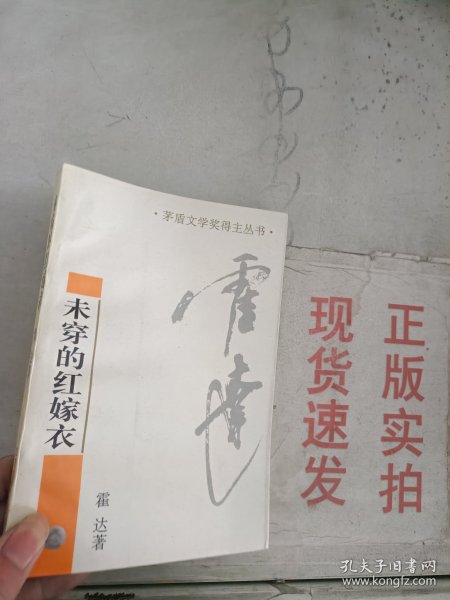 ·茅盾文学奖得主丛书·
霍达
未穿的红嫁衣
霍 达著
正版实拍
现货速发
孔夫子旧书网
www.kongfz.com